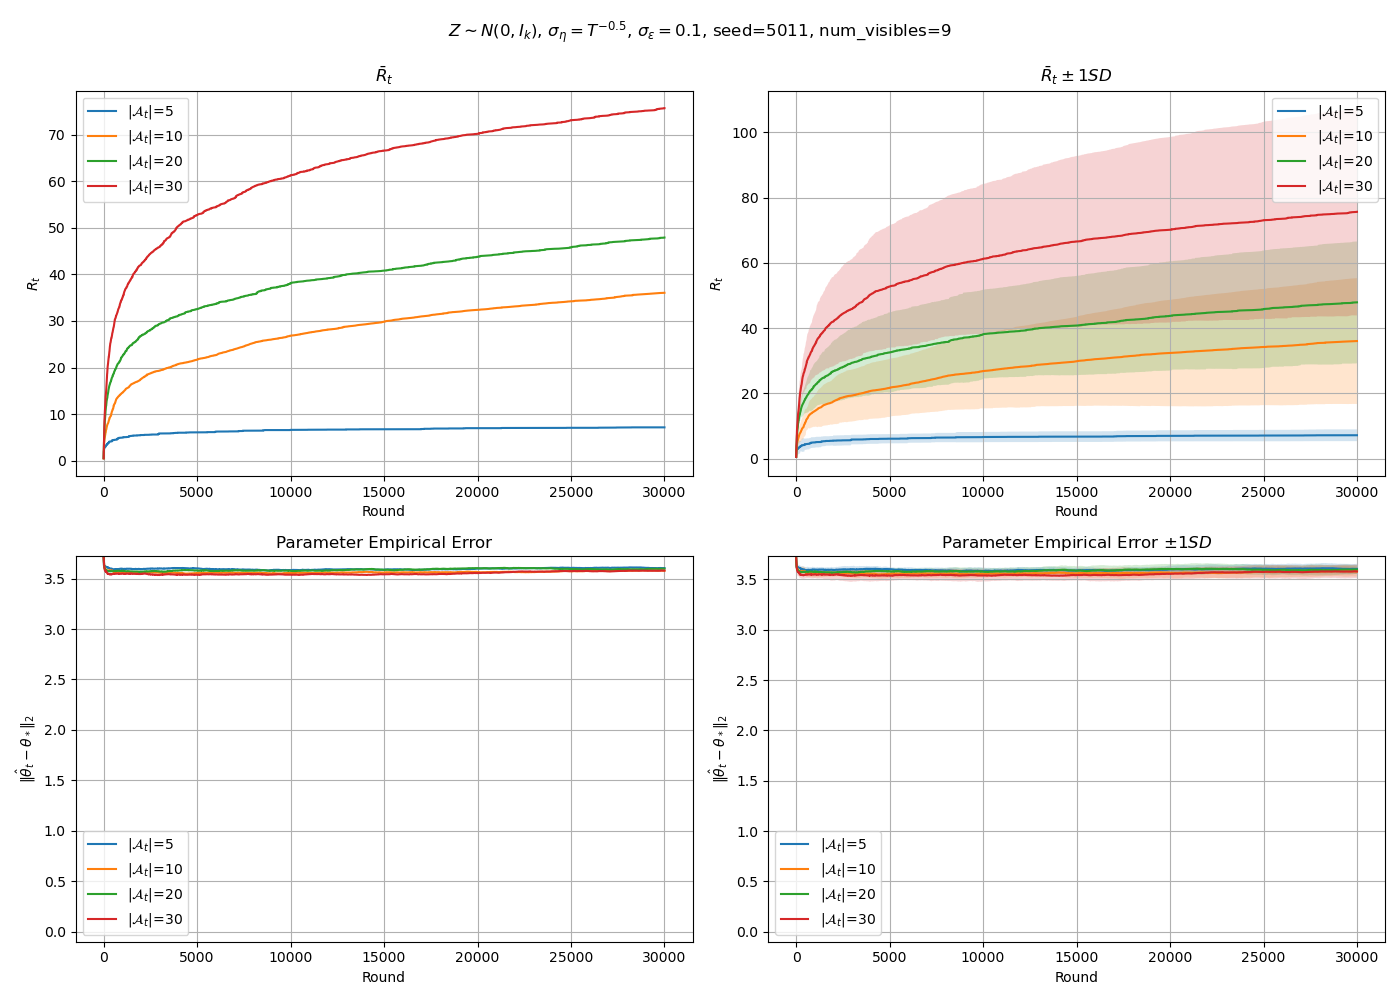 Z ∼ N(0, I_k), σ_η = T^{−0.5}, σ_ε = 0.1, seed=5011, num_visibles=9
R̄_t
R_t
70
60
50
40
30
20
10
0
|𝒜_t|=5
|𝒜_t|=10
|𝒜_t|=20
|𝒜_t|=30
0 5000 10000 15000 20000 25000 30000
Round
R̄_t ± 1SD
R_t
100
80
60
40
20
0
|𝒜_t|=5
|𝒜_t|=10
|𝒜_t|=20
|𝒜_t|=30
0 5000 10000 15000 20000 25000 30000
Round
Parameter Empirical Error
‖θ̂_t − θ_*‖_2
3.5
3.0
2.5
2.0
1.5
1.0
0.5
0.0
|𝒜_t|=5
|𝒜_t|=10
|𝒜_t|=20
|𝒜_t|=30
0 5000 10000 15000 20000 25000 30000
Round
Parameter Empirical Error ±1SD
‖θ̂_t − θ_*‖_2
3.5
3.0
2.5
2.0
1.5
1.0
0.5
0.0
|𝒜_t|=5
|𝒜_t|=10
|𝒜_t|=20
|𝒜_t|=30
0 5000 10000 15000 20000 25000 30000
Round